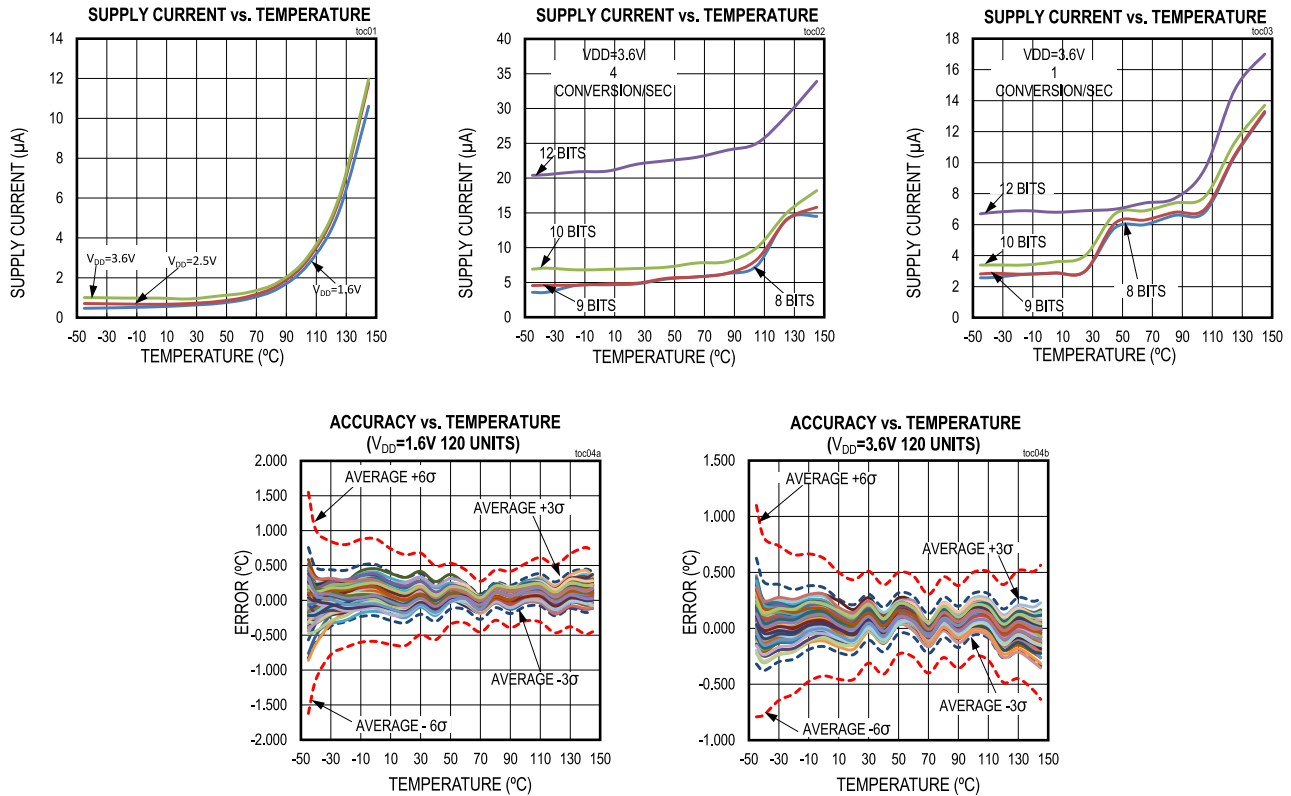 SUPPLY CURRENT vs. TEMPERATURE
toc01
14
12
10
8
6
4
2
0
SUPPLY CURRENT (µA)
V_DD=3.6V
V_DD=2.5V
V_DD=1.6V
-50 -30 -10 10 30 50 70 90 110 130 150
TEMPERATURE (ºC)
SUPPLY CURRENT vs. TEMPERATURE
toc02
40
35
30
25
20
15
10
5
0
SUPPLY CURRENT (µA)
VDD=3.6V
4
CONVERSION/SEC
12 BITS
10 BITS
9 BITS
8 BITS
-50 -30 -10 10 30 50 70 90 110 130 150
TEMPERATURE (ºC)
SUPPLY CURRENT vs. TEMPERATURE
toc03
18
16
14
12
10
8
6
4
2
0
SUPPLY CURRENT (µA)
VDD=3.6V
1
CONVERSION/SEC
12 BITS
10 BITS
9 BITS
8 BITS
-50 -30 -10 10 30 50 70 90 110 130 150
TEMPERATURE (ºC)
ACCURACY vs. TEMPERATURE
(V_DD=1.6V 120 UNITS)
toc04a
2.000
1.500
1.000
0.500
0.000
-0.500
-1.000
-1.500
-2.000
ERROR (ºC)
AVERAGE +6σ
AVERAGE +3σ
AVERAGE -3σ
AVERAGE - 6σ
-50 -30 -10 10 30 50 70 90 110 130 150
TEMPERATURE (ºC)
ACCURACY vs. TEMPERATURE
(V_DD=3.6V 120 UNITS)
toc04b
1.500
1.000
0.500
0.000
-0.500
-1.000
ERROR (ºC)
AVERAGE +6σ
AVERAGE +3σ
AVERAGE -3σ
AVERAGE -6σ
-50 -30 -10 10 30 50 70 90 110 130 150
TEMPERATURE (ºC)